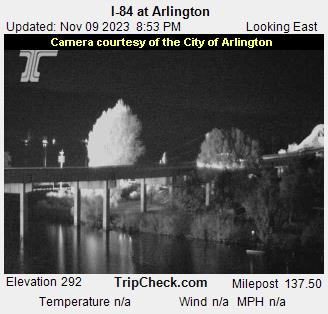 I-84 at Arlington
Updated: Nov 09 2023 8:53 PM Looking East
Camera courtesy of the City of Arlington
Elevation 292 TripCheck.com Milepost 137.50
Temperature n/a Wind n/a MPH n/a